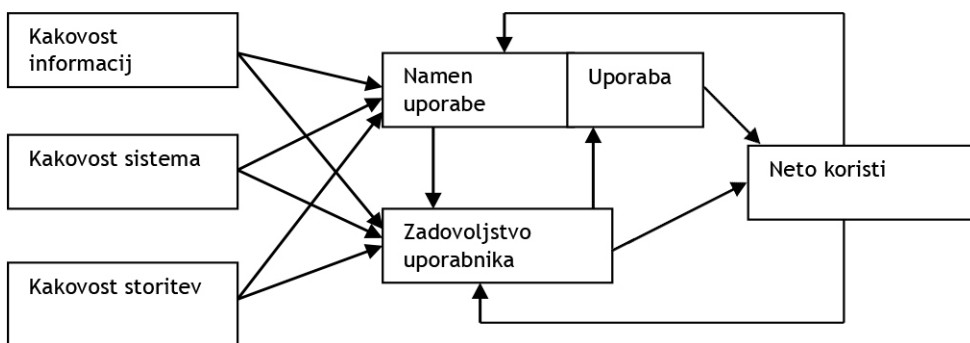 Kakovost
informacij
Kakovost sistema
Kakovost storitev
Namen
uporabe
Uporaba
Zadovoljstvo
uporabnika
Neto koristi